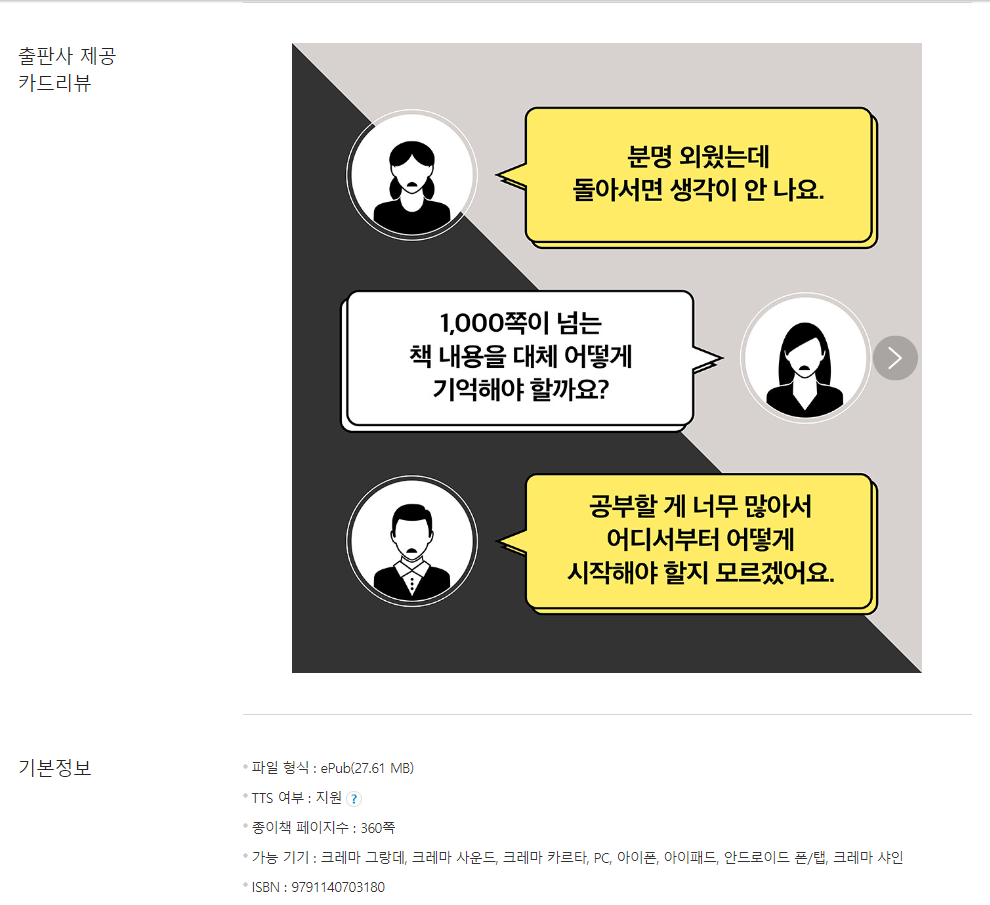 출판사 제공
카드리뷰
분명 외웠는데
돌아서면 생각이 안 나요.
1,000쪽이 넘는
책 내용을 대체 어떻게
기억해야 할까요?
공부할 게 너무 많아서
어디서부터 어떻게
시작해야 할지 모르겠어요.
기본정보
파일 형식 : ePub(27.61 MB)
TTS 여부 : 지원 ?
종이책 페이지수 : 360쪽
가능 기기 : 크레마 그랑데, 크레마 사운드, 크레마 카르타, PC, 아이폰, 아이패드, 안드로이드 폰/탭, 크레마 샤인
ISBN : 9791140703180